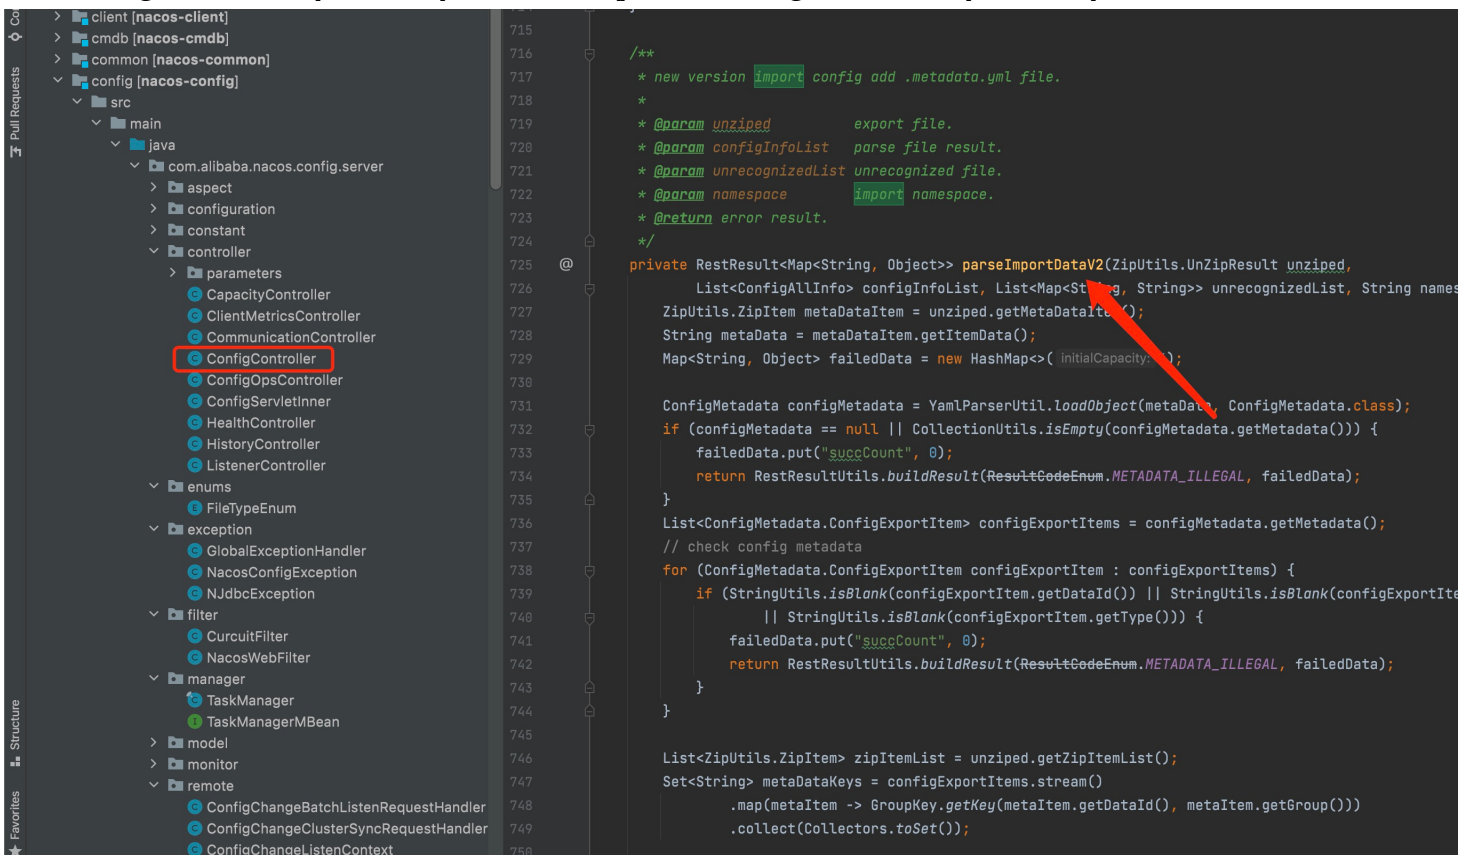 Pull Requests
Structure
Favorites
client [nacos-client]
cmdb [nacos-cmdb]
common [nacos-common]
config [nacos-config]
src
main
java
com.alibaba.nacos.config.server
aspect
configuration
constant
controller
parameters
CapacityController
ClientMetricsController
CommunicationController
ConfigController
ConfigOpsController
ConfigServletInner
HealthController
HistoryController
ListenerController
enums
FileTypeEnum
exception
GlobalExceptionHandler
NacosConfigException
NJdbcException
filter
CurcuitFilter
NacosWebFilter
manager
TaskManager
TaskManagerMBean
model
monitor
remote
ConfigChangeBatchListenRequestHandler
ConfigChangeClusterSyncRequestHandler
ConfigChangeListenContext
715
716 /**
717 * new version import config add .metadata.yml file.
718 *
719 * @param unziped export file.
720 * @param configInfoList parse file result.
721 * @param unrecognizedList unrecognized file.
722 * @param namespace import namespace.
723 * @return error result.
724 */
725 @ private RestResult<Map<String, Object>> parseImportDataV2(ZipUtils.UnZipResult unziped,
726 List<ConfigAllInfo> configInfoList, List<Map<String, String>> unrecognizedList, String names
727 ZipUtils.ZipItem metaDataItem = unziped.getMetaDataItem();
728 String metaData = metaDataItem.getItemData();
729 Map<String, Object> failedData = new HashMap<>( initialCapacity: );
730
731 ConfigMetadata configMetadata = YamlParserUtil.loadObject(metaData, ConfigMetadata.class);
732 if (configMetadata == null || CollectionUtils.isEmpty(configMetadata.getMetadata())) {
733 failedData.put("succCount", 0);
734 return RestResultUtils.buildResult(ResultCodeEnum.METADATA_ILLEGAL, failedData);
735 }
736 List<ConfigMetadata.ConfigExportItem> configExportItems = configMetadata.getMetadata();
737 // check config metadata
738 for (ConfigMetadata.ConfigExportItem configExportItem : configExportItems) {
739 if (StringUtils.isBlank(configExportItem.getDataId()) || StringUtils.isBlank(configExportIte
740 || StringUtils.isBlank(configExportItem.getType())) {
741 failedData.put("succCount", 0);
742 return RestResultUtils.buildResult(ResultCodeEnum.METADATA_ILLEGAL, failedData);
743 }
744 }
745
746 List<ZipUtils.ZipItem> zipItemList = unziped.getZipItemList();
747 Set<String> metaDataKeys = configExportItems.stream()
748 .map(metaItem -> GroupKey.getKey(metaItem.getDataId(), metaItem.getGroup()))
749 .collect(Collectors.toSet());
750